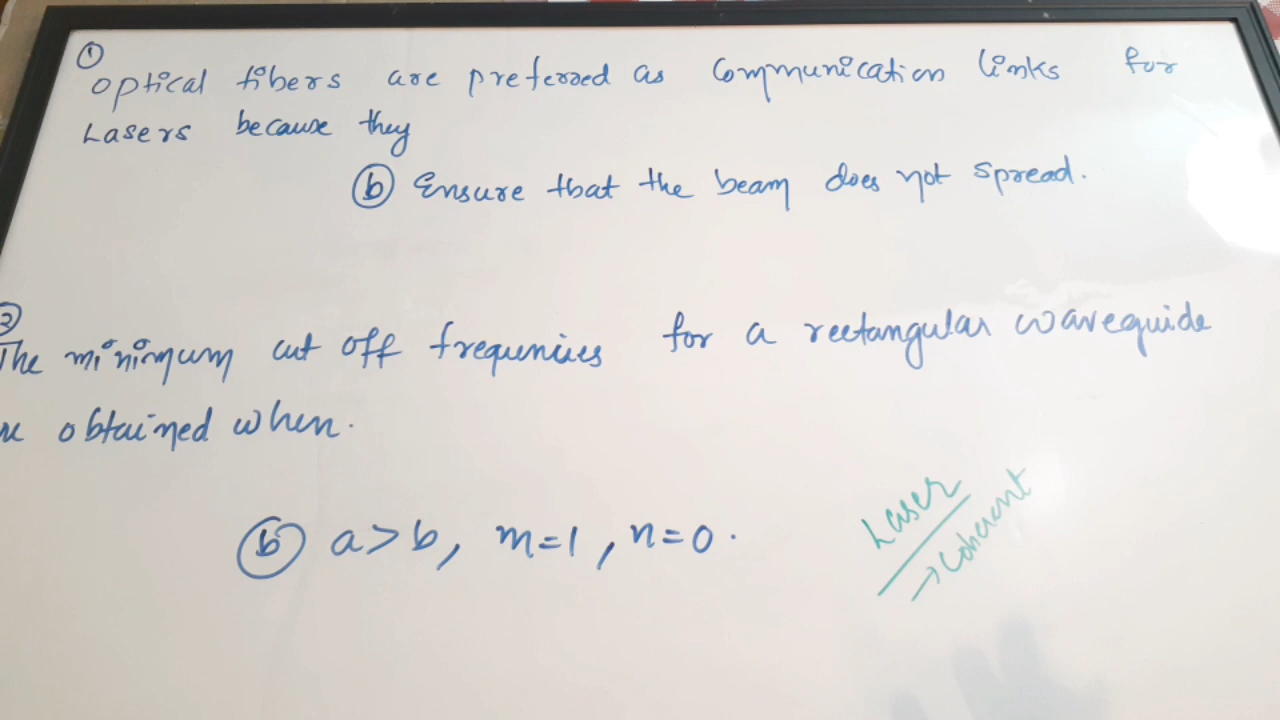 ①
optical fibers are preferred as Communication links for
Lasers because they
ⓑ Ensure that the beam does not spread.
②
The minimum cut off frequencies for a rectangular waveguide
obtained when.
ⓑ a>b, m=1, n=0.
Laser
→ Coherent